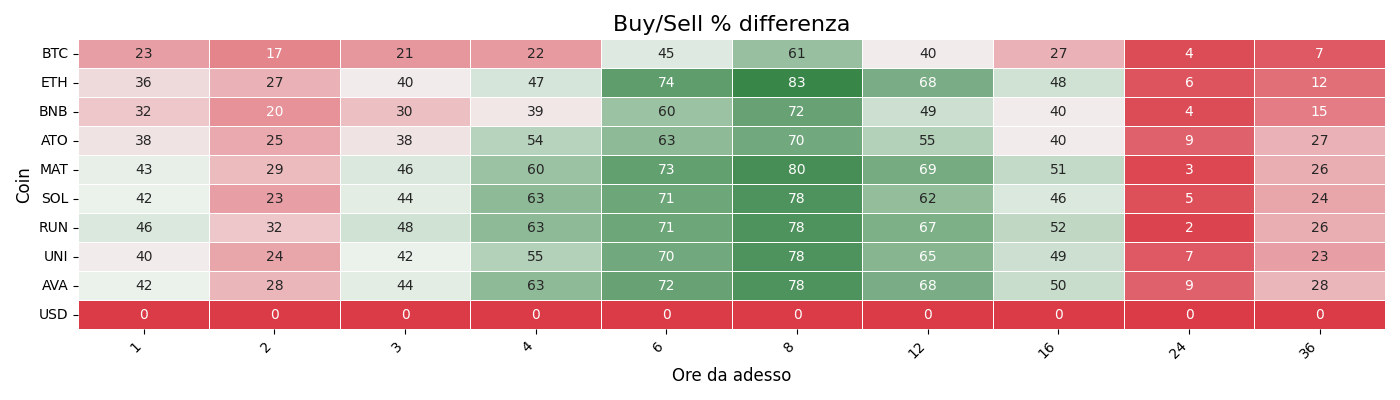 Buy/Sell % differenza
Coin
BTC 23 17 21 22 45 61 40 27 4 7
ETH 36 27 40 47 74 83 68 48 6 12
BNB 32 20 30 39 60 72 49 40 4 15
ATO 38 25 38 54 63 70 55 40 9 27
MAT 43 29 46 60 73 80 69 51 3 26
SOL 42 23 44 63 71 78 62 46 5 24
RUN 46 32 48 63 71 78 67 52 2 26
UNI 40 24 42 55 70 78 65 49 7 23
AVA 42 28 44 63 72 78 68 50 9 28
USD 0 0 0 0 0 0 0 0 0 0
1 2 3 4 6 8 12 16 24 36
Ore da adesso